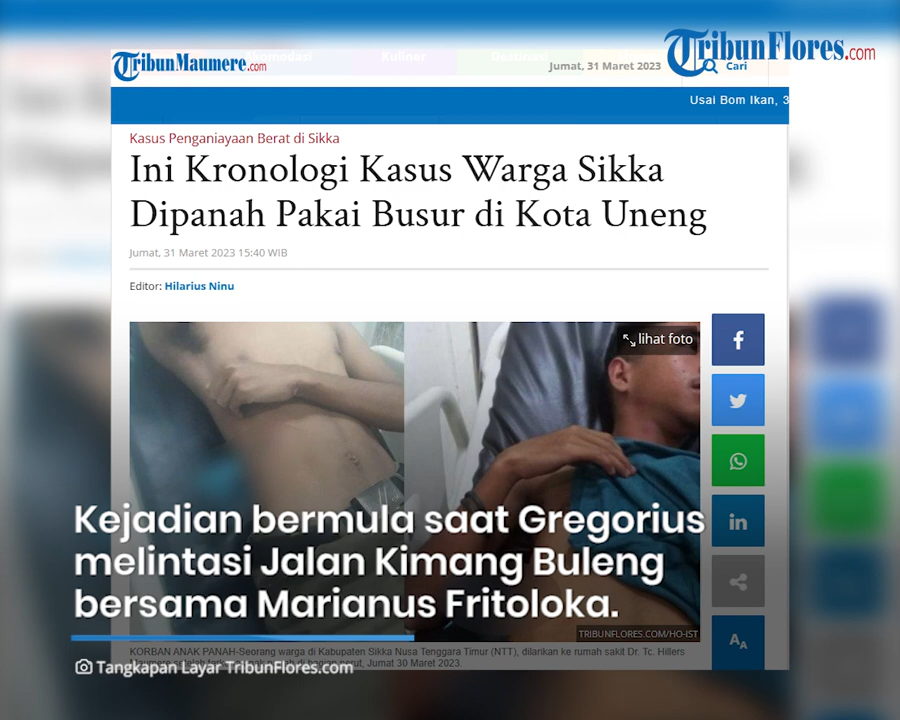 TribunMaumere.com
Akomodasi Kuliner Destinasi
Jumat, 31 Maret 2023
TribunFlores.com
Cari
Usai Bom Ikan, 3
Kasus Penganiayaan Berat di Sikka
Ini Kronologi Kasus Warga Sikka
Dipanah Pakai Busur di Kota Uneng
Jumat, 31 Maret 2023 15:40 WIB
Editor: Hilarius Ninu
lihat foto
Kejadian bermula saat Gregorius
melintasi Jalan Kimang Buleng
bersama Marianus Fritoloka.
TRIBUNFLORES.COM/HO-IST
KORBAN ANAK PANAH-Seorang warga di Kabupaten Sikka Nusa Tenggara Timur (NTT), dilarikan ke rumah sakit Dr. Tc. Hillers
Jumat 30 Maret 2023.
Tangkapan Layar TribunFlores.com